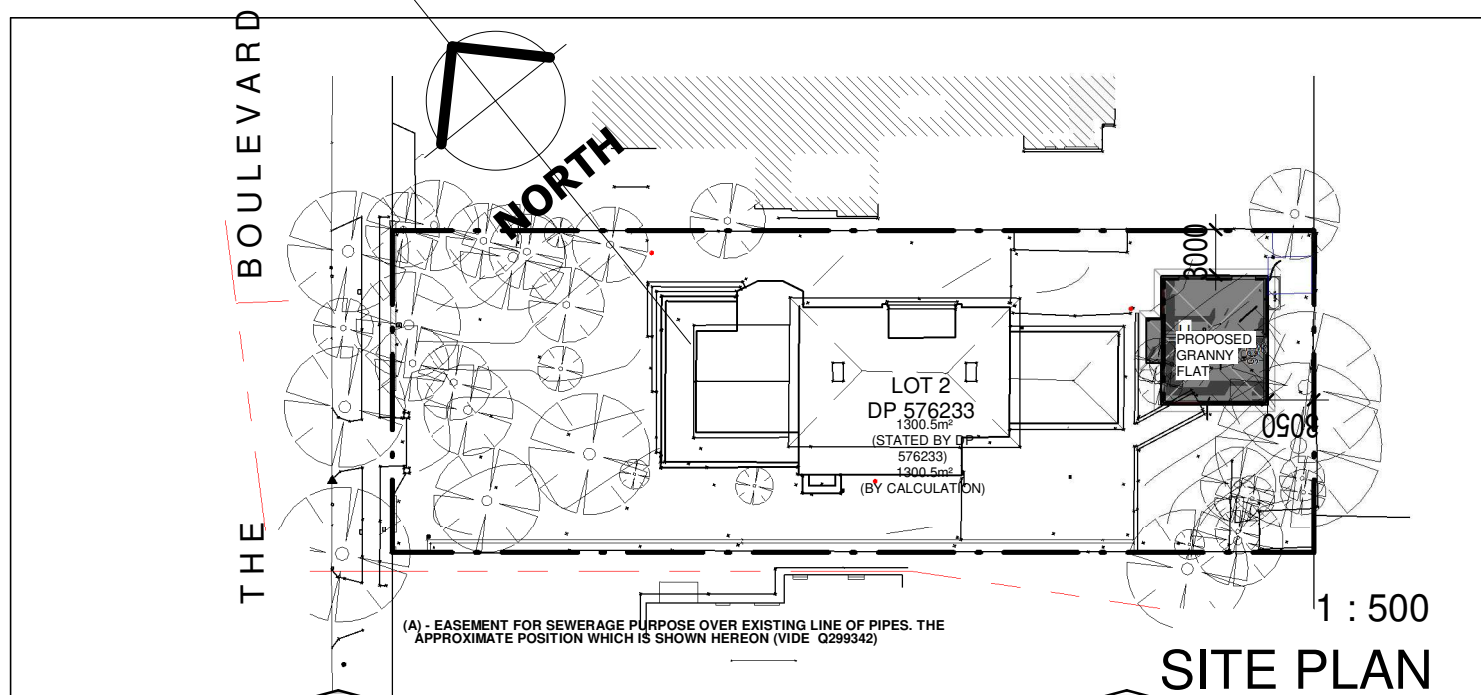 THE BOULEVARD
NORTH
3000
PROPOSED
GRANNY
FLAT
LOT 2
DP 576233
1300.5m²
(STATED BY DP
576233)
1300.5m²
(BY CALCULATION)
3050
(A) - EASEMENT FOR SEWERAGE PURPOSE OVER EXISTING LINE OF PIPES. THE
APPROXIMATE POSITION WHICH IS SHOWN HEREON (VIDE Q299342)
1 : 500
SITE PLAN